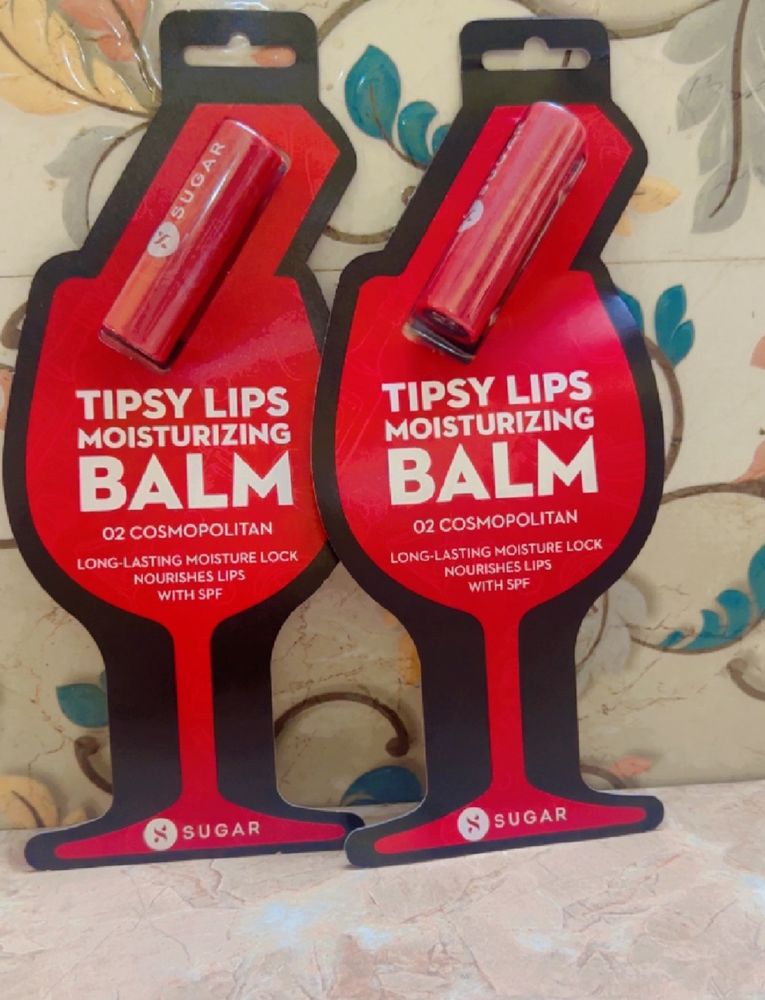 SUGAR
TIPSY LIPS
MOISTURIZING
BALM
02 COSMOPOLITAN
LONG-LASTING MOISTURE LOCK
NOURISHES LIPS
WITH SPF
SUGAR
SUGAR
TIPSY LIPS
MOISTURIZING
BALM
02 COSMOPOLITAN
LONG-LASTING MOISTURE LOCK
NOURISHES LIPS
WITH SPF
SUGAR